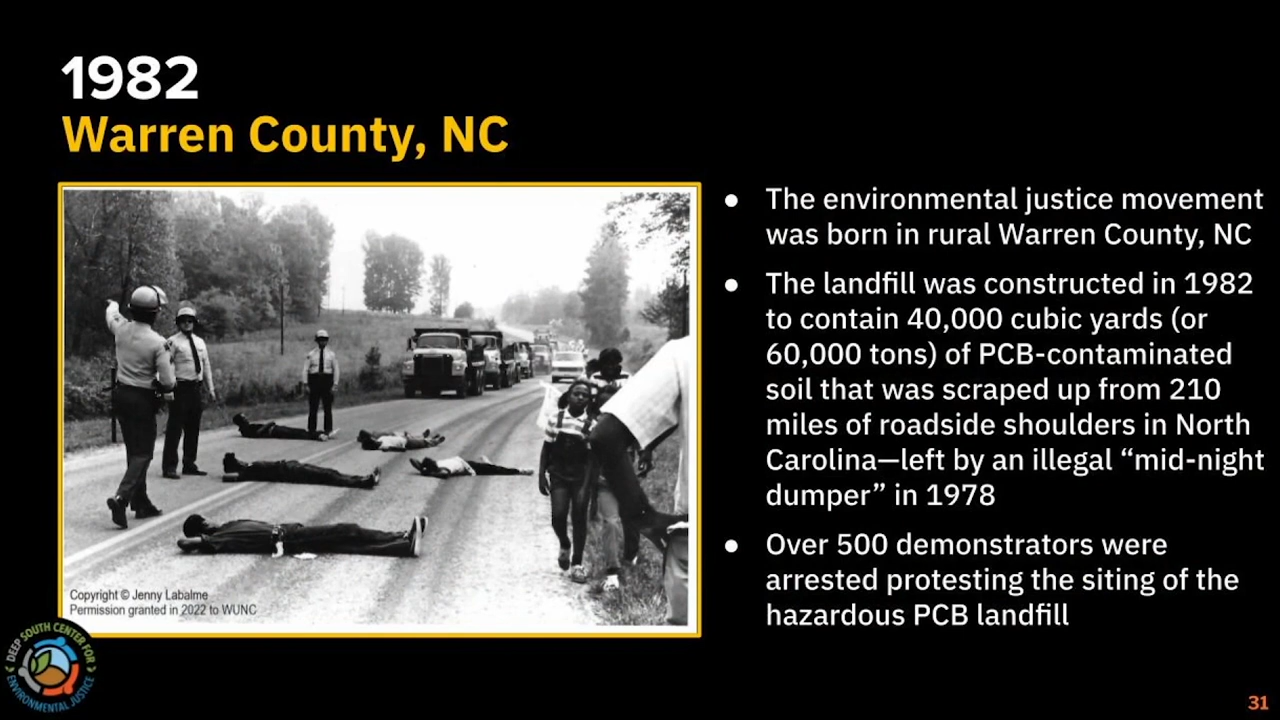 1982
Warren County, NC
Copyright © Jenny Labalme
Permission granted in 2022 to WUNC
● The environmental justice movement
was born in rural Warren County, NC
● The landfill was constructed in 1982
to contain 40,000 cubic yards (or
60,000 tons) of PCB-contaminated
soil that was scraped up from 210
miles of roadside shoulders in North
Carolina—left by an illegal “mid-night
dumper” in 1978
● Over 500 demonstrators were
arrested protesting the siting of the
hazardous PCB landfill
DEEP SOUTH CENTER FOR
ENVIRONMENTAL JUSTICE
31